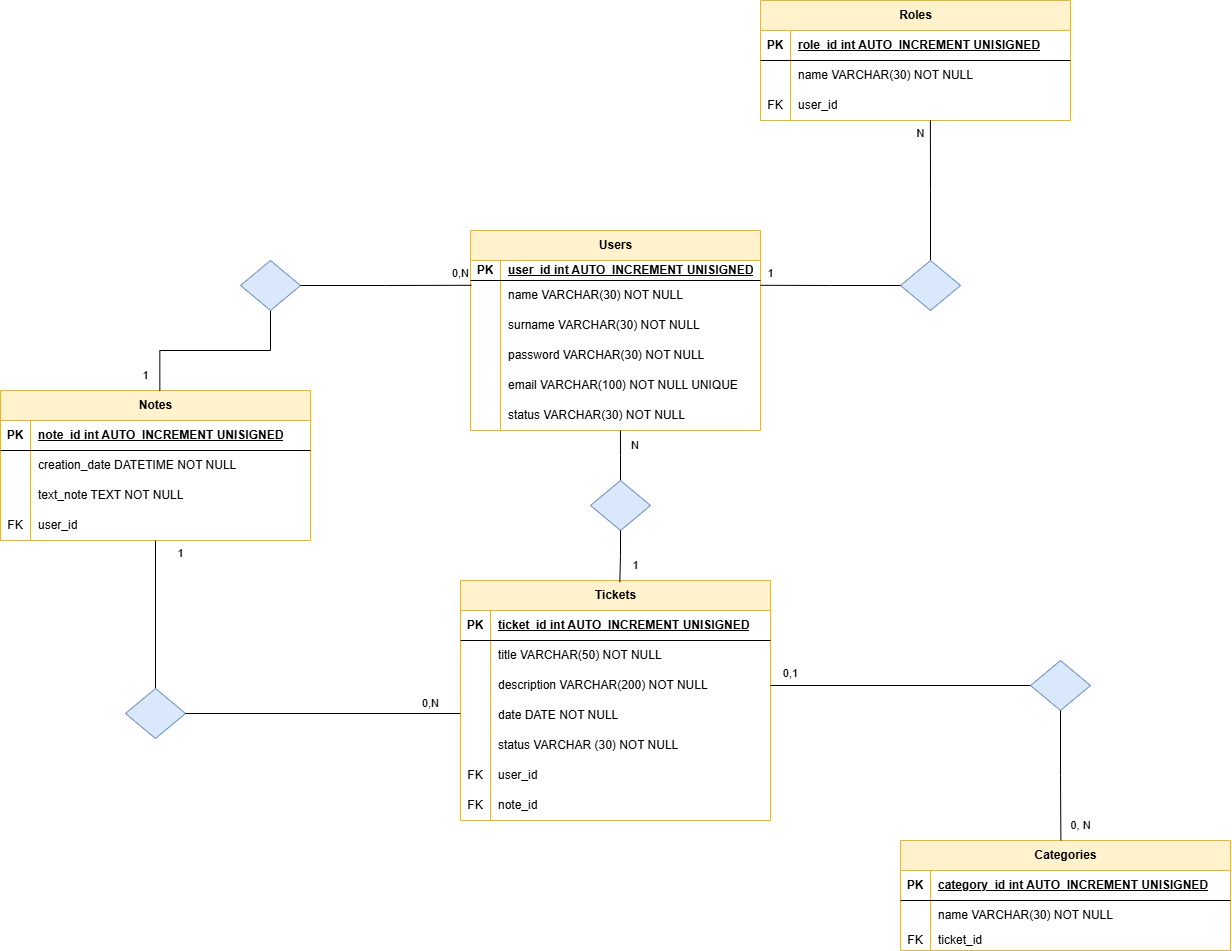 Roles
PK role_id int AUTO_INCREMENT UNISIGNED
name VARCHAR(30) NOT NULL
FK user_id
N
Users
0,N
PK user_id int AUTO_INCREMENT UNISIGNED
1
name VARCHAR(30) NOT NULL
surname VARCHAR(30) NOT NULL
password VARCHAR(30) NOT NULL
email VARCHAR(100) NOT NULL UNIQUE
status VARCHAR(30) NOT NULL
N
1
Notes
PK note_id int AUTO_INCREMENT UNISIGNED
creation_date DATETIME NOT NULL
text_note TEXT NOT NULL
FK user_id
1
1
Tickets
PK ticket_id int AUTO_INCREMENT UNISIGNED
title VARCHAR(50) NOT NULL
description VARCHAR(200) NOT NULL
date DATE NOT NULL
status VARCHAR (30) NOT NULL
FK user_id
FK note_id
0,N
0,1
0, N
Categories
PK category_id int AUTO_INCREMENT UNISIGNED
name VARCHAR(30) NOT NULL
FK ticket_id